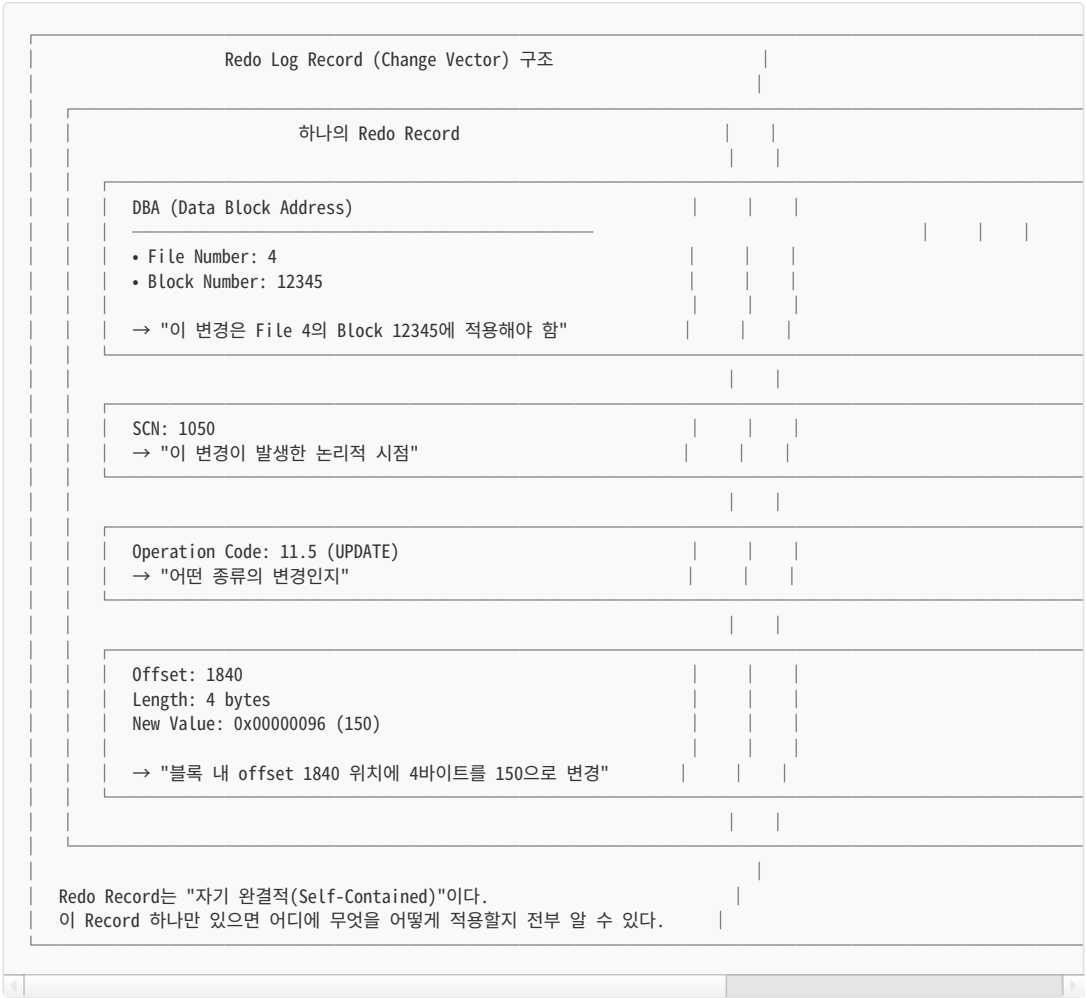 Redo Log Record (Change Vector) 구조
하나의 Redo Record
DBA (Data Block Address)
• File Number: 4
• Block Number: 12345
→ "이 변경은 File 4의 Block 12345에 적용해야 함"
SCN: 1050
→ "이 변경이 발생한 논리적 시점"
Operation Code: 11.5 (UPDATE)
→ "어떤 종류의 변경인지"
Offset: 1840
Length: 4 bytes
New Value: 0x00000096 (150)
→ "블록 내 offset 1840 위치에 4바이트를 150으로 변경"
Redo Record는 "자기 완결적(Self-Contained)"이다.
이 Record 하나만 있으면 어디에 무엇을 어떻게 적용할지 전부 알 수 있다.